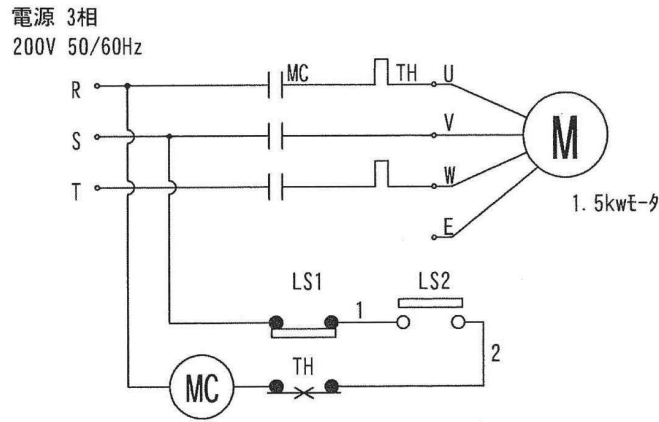 電源 3相
200V 50/60Hz
R
MC
TH
U
S
V
M
T
W
1.5kwモータ
E
LS1
LS2
1
2
TH
MC